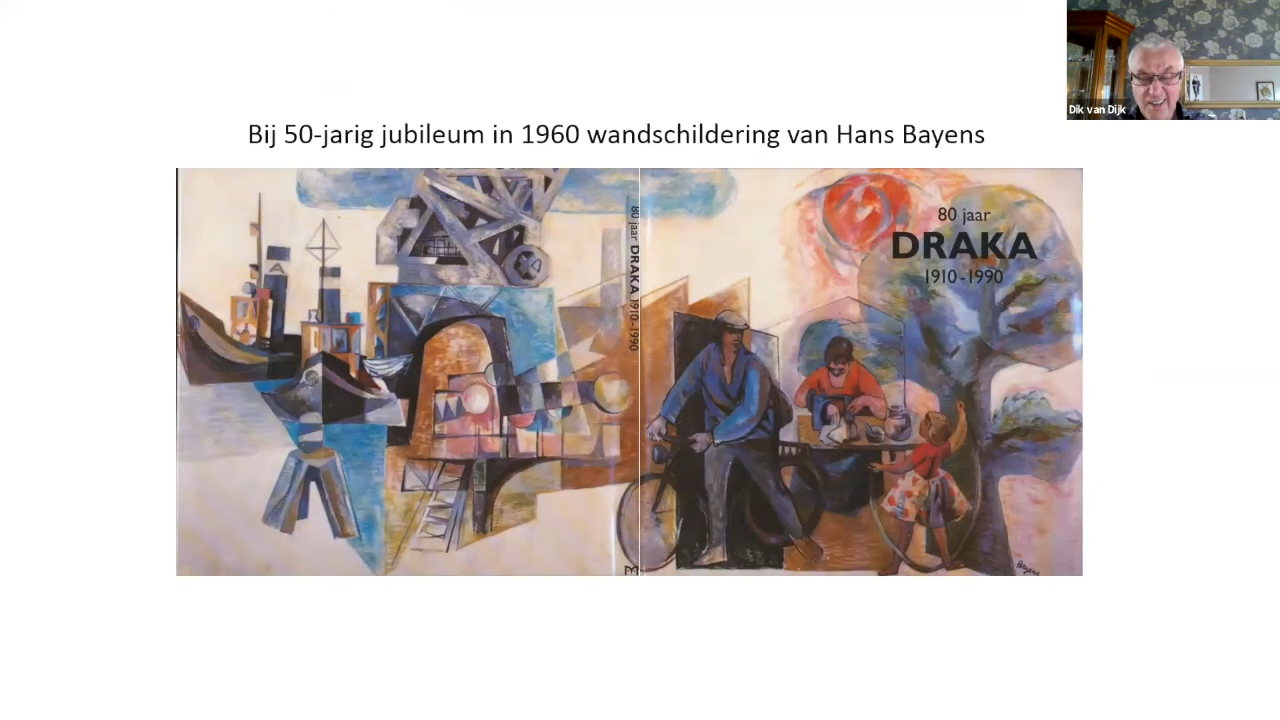 Dik van Dijk
Bij 50-jarig jubileum in 1960 wandschildering van Hans Bayens
80 jaar DRAKA 1910-1990
80 jaar
DRAKA
1910-1990
Bayens